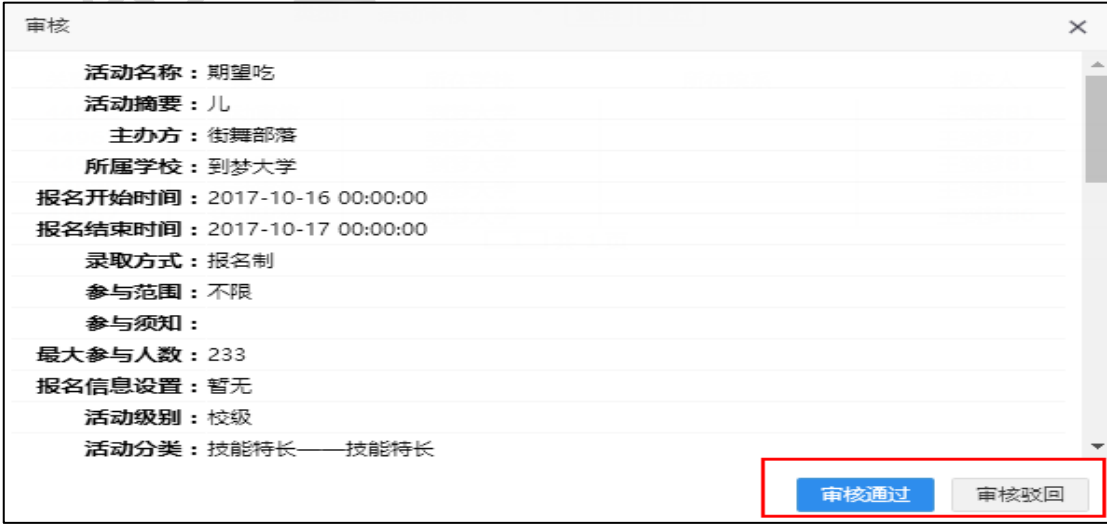 审核
活动名称：期望吃
活动摘要：儿
主办方：街舞部落
所属学校：到梦大学
报名开始时间：2017-10-16 00:00:00
报名结束时间：2017-10-17 00:00:00
录取方式：报名制
参与范围：不限
参与须知：
最大参与人数：233
报名信息设置：暂无
活动级别：校级
活动分类：技能特长——技能特长
审核通过 审核驳回